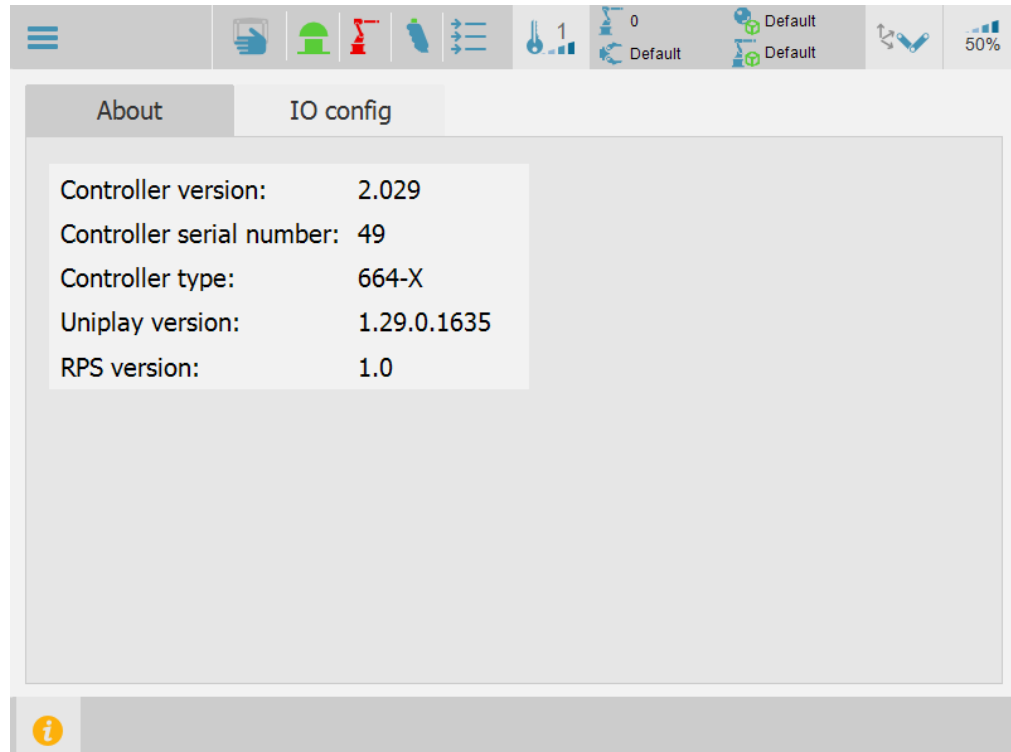 1
0
Default
Default
Default
50%
About
IO config
Controller version: 2.029
Controller serial number: 49
Controller type: 664-X
Uniplay version: 1.29.0.1635
RPS version: 1.0
i